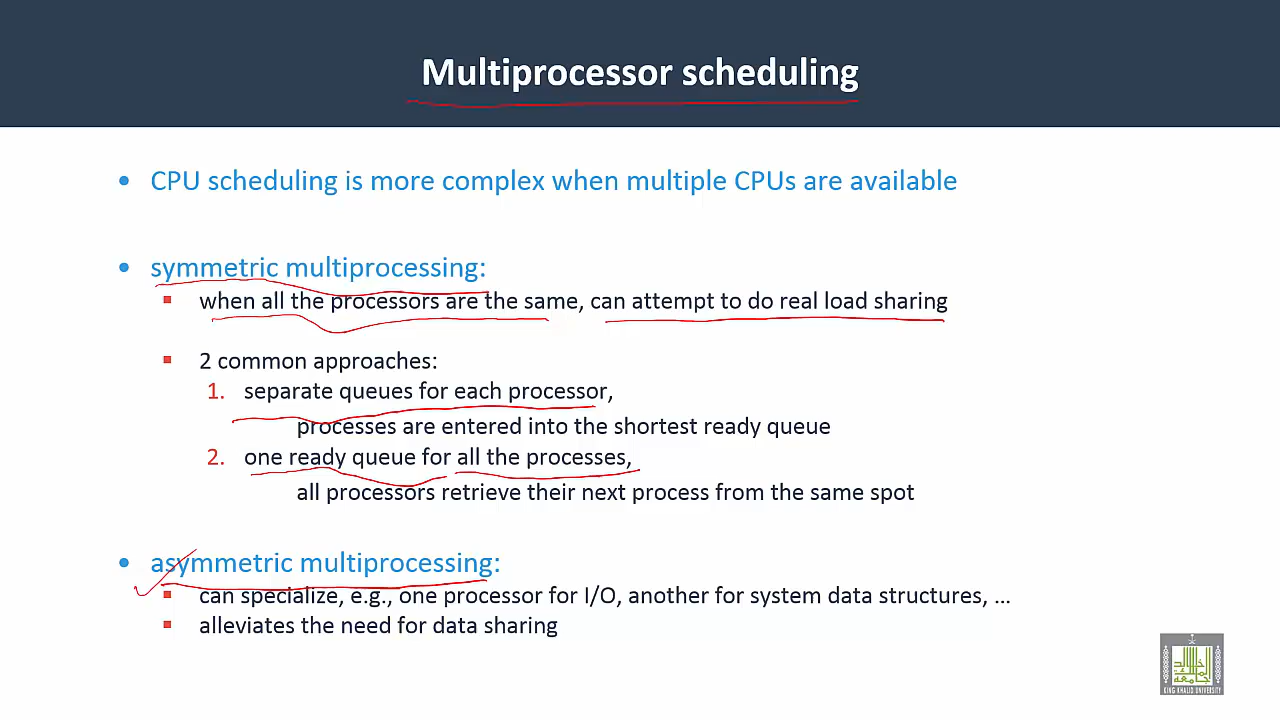 Multiprocessor scheduling
• CPU scheduling is more complex when multiple CPUs are available
• symmetric multiprocessing:
▪ when all the processors are the same, can attempt to do real load sharing
▪ 2 common approaches:
1. separate queues for each processor,
processes are entered into the shortest ready queue
2. one ready queue for all the processes,
all processors retrieve their next process from the same spot
• asymmetric multiprocessing:
▪ can specialize, e.g., one processor for I/O, another for system data structures, ...
▪ alleviates the need for data sharing
KING KHALID UNIVERSITY